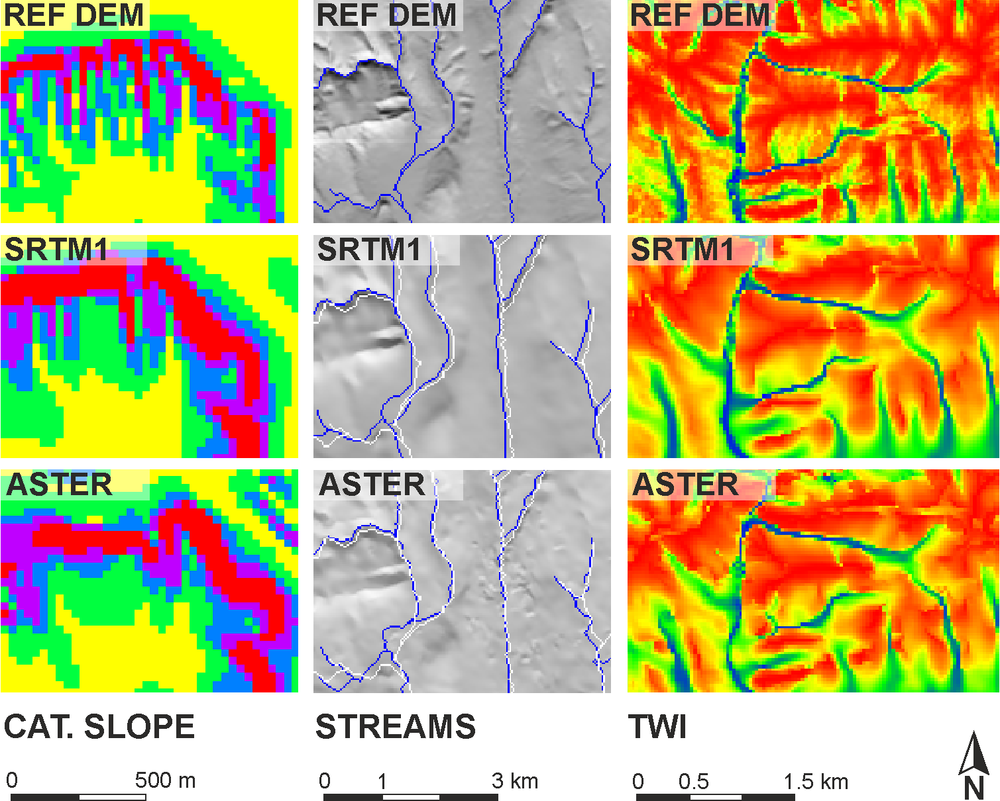 REF DEM REF DEM REF DEM
SRTM1 SRTM1 SRTM1
ASTER ASTER ASTER
CAT. SLOPE STREAMS TWI
0 500 m 0 1 3 km 0 0.5 1.5 km
N